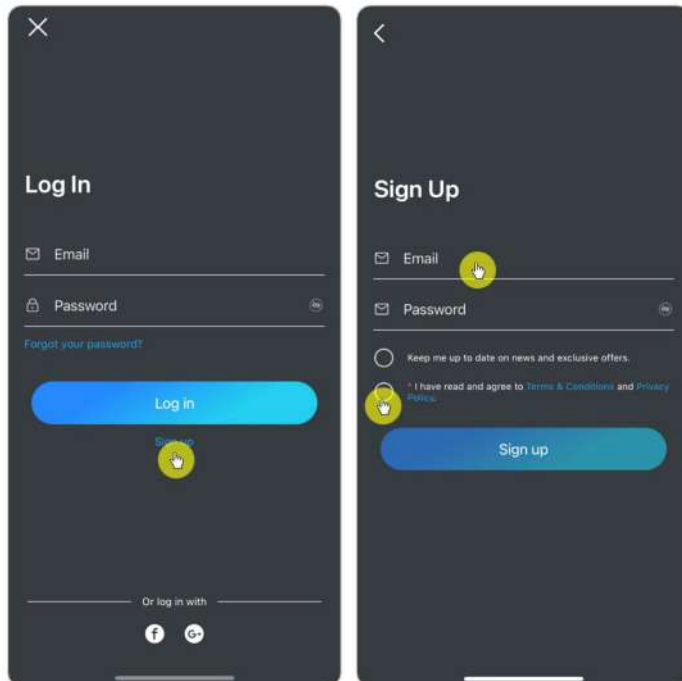 Log In
Email
Password
Forgot your password?
Log in
Sign up
Or log in with
f G+
Sign Up
Email
Password
Keep me up to date on news and exclusive offers.
* I have read and agree to Terms & Conditions and Privacy
Policy.
Sign up